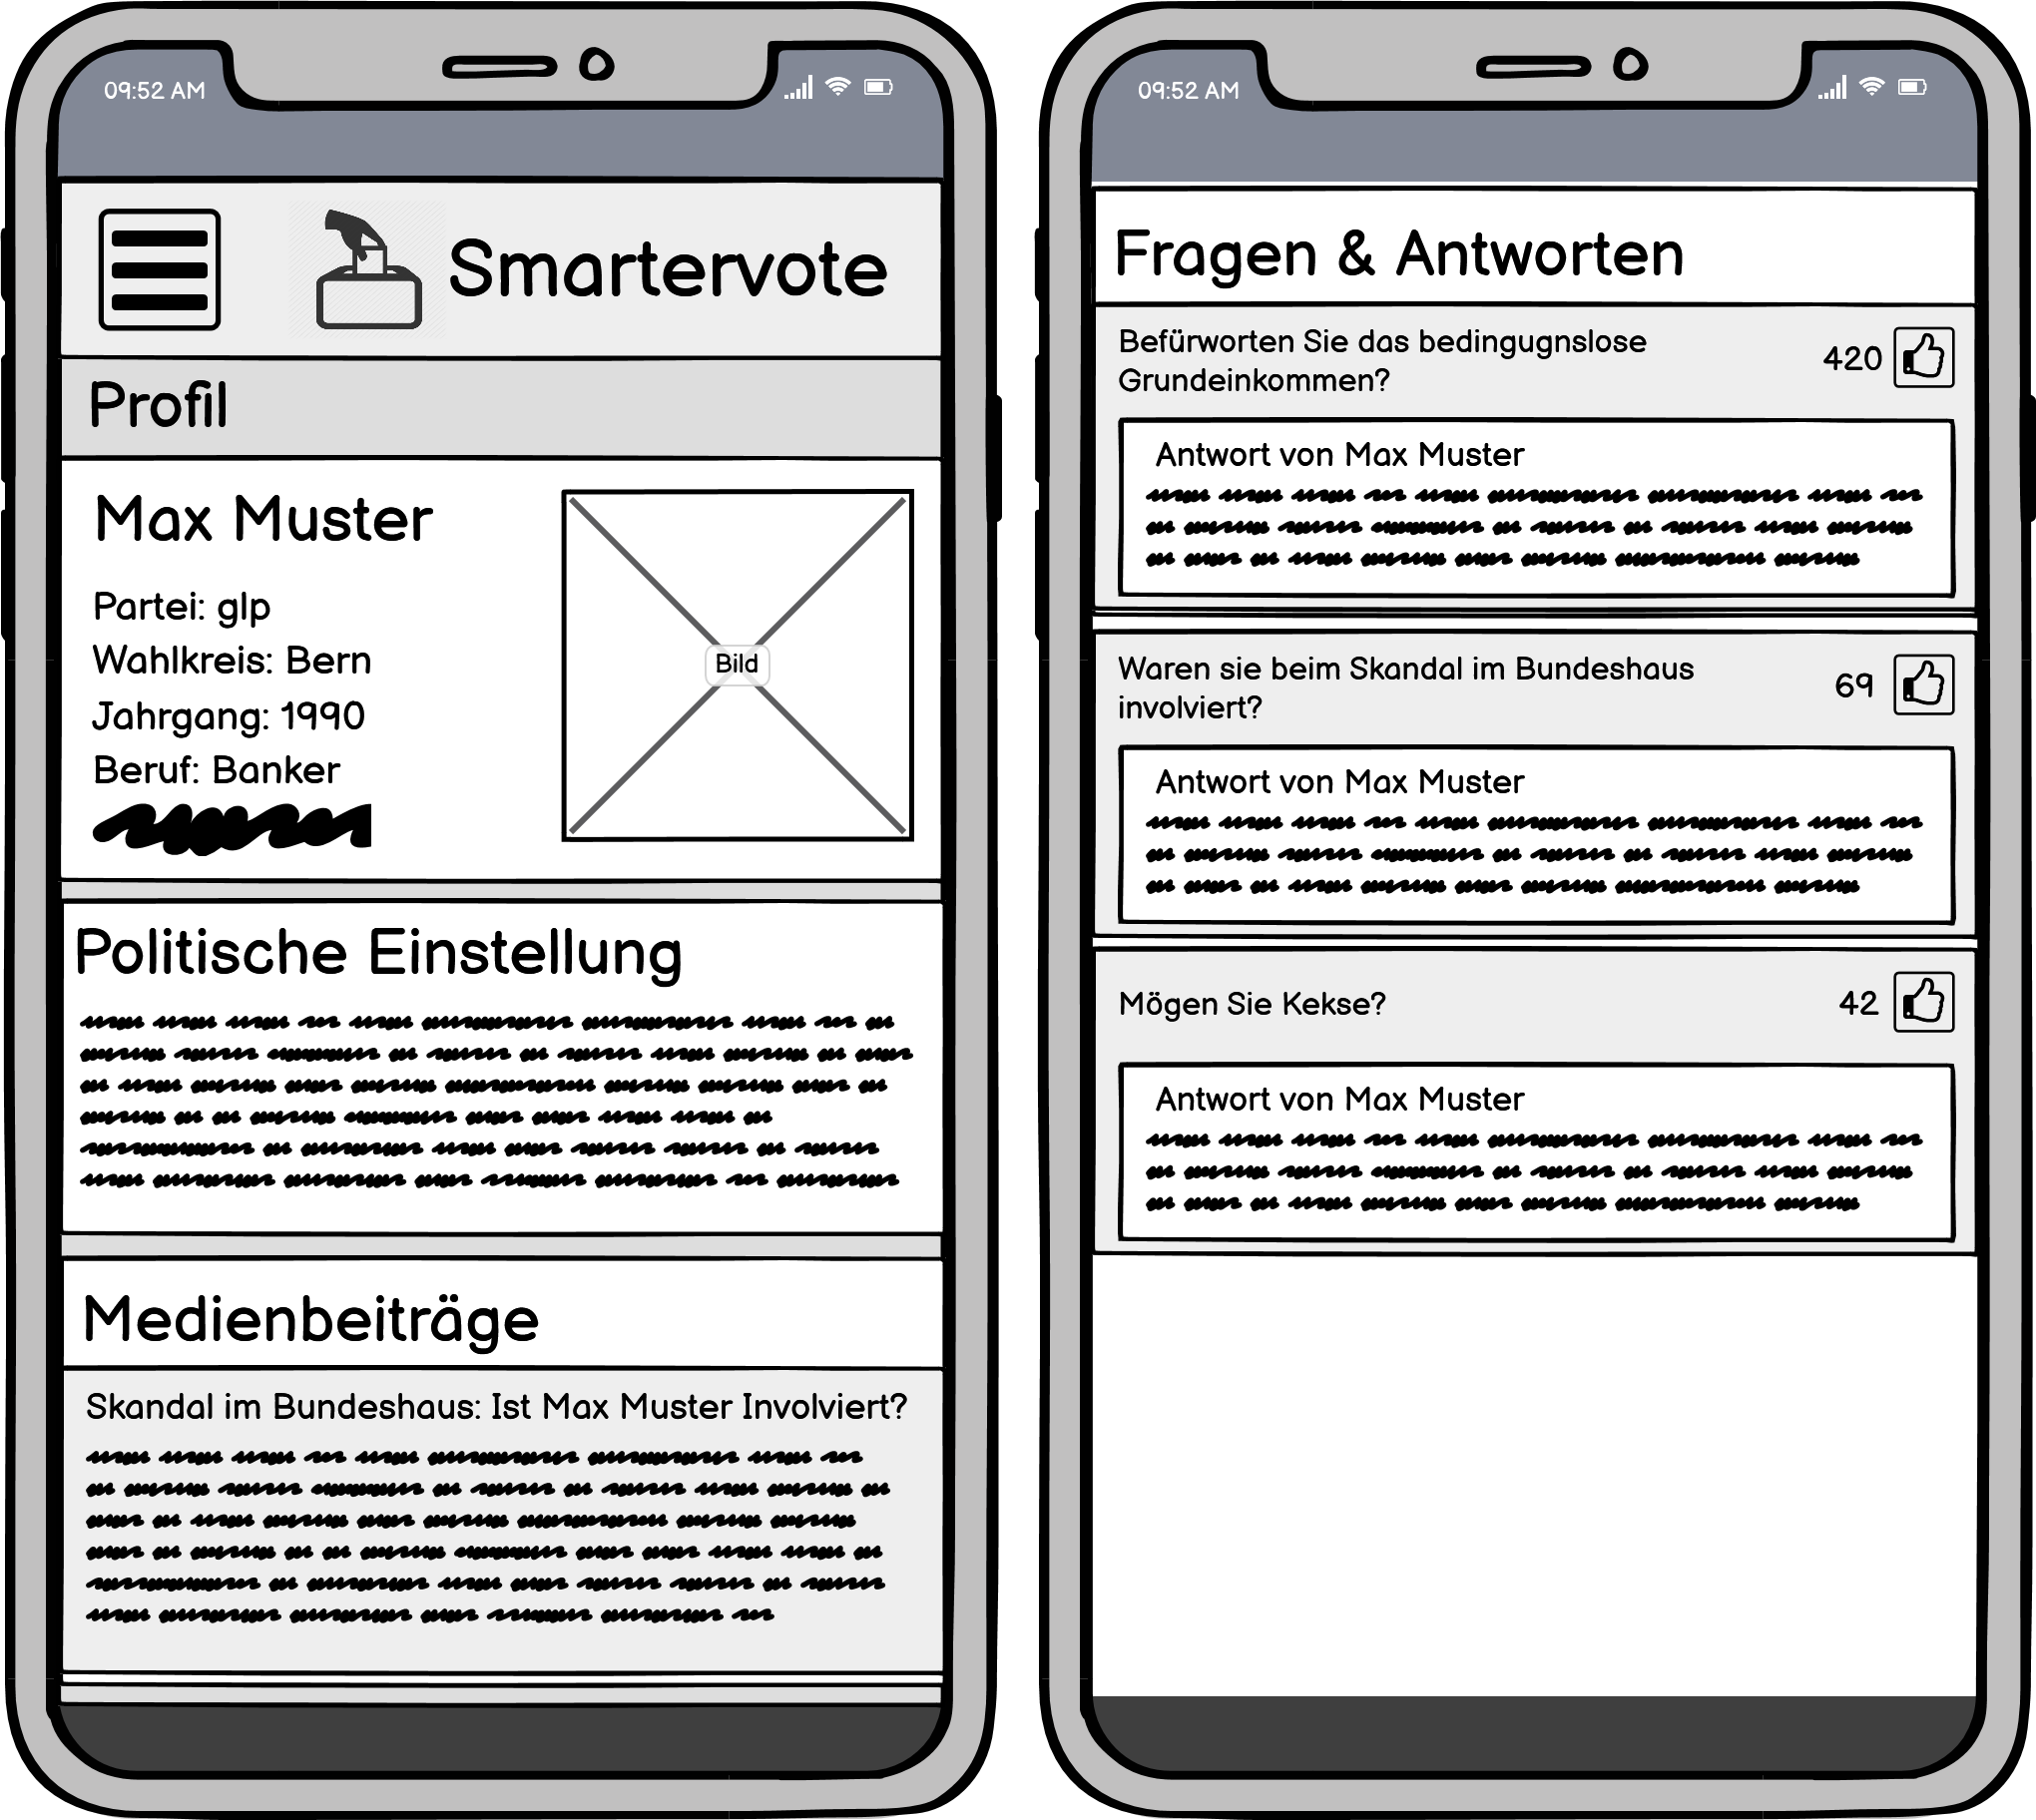 09:52 AM
Smartervote
Profil
Max Muster
Partei: glp
Wahlkreis: Bern
Jahrgang: 1990
Beruf: Banker
Bild
Politische Einstellung
Medienbeiträge
Skandal im Bundeshaus: Ist Max Muster Involviert?
09:52 AM
Fragen & Antworten
Befürworten Sie das bedingugnslose
Grundeinkommen?
420
Antwort von Max Muster
Waren sie beim Skandal im Bundeshaus
involviert?
69
Antwort von Max Muster
Mögen Sie Kekse?
42
Antwort von Max Muster